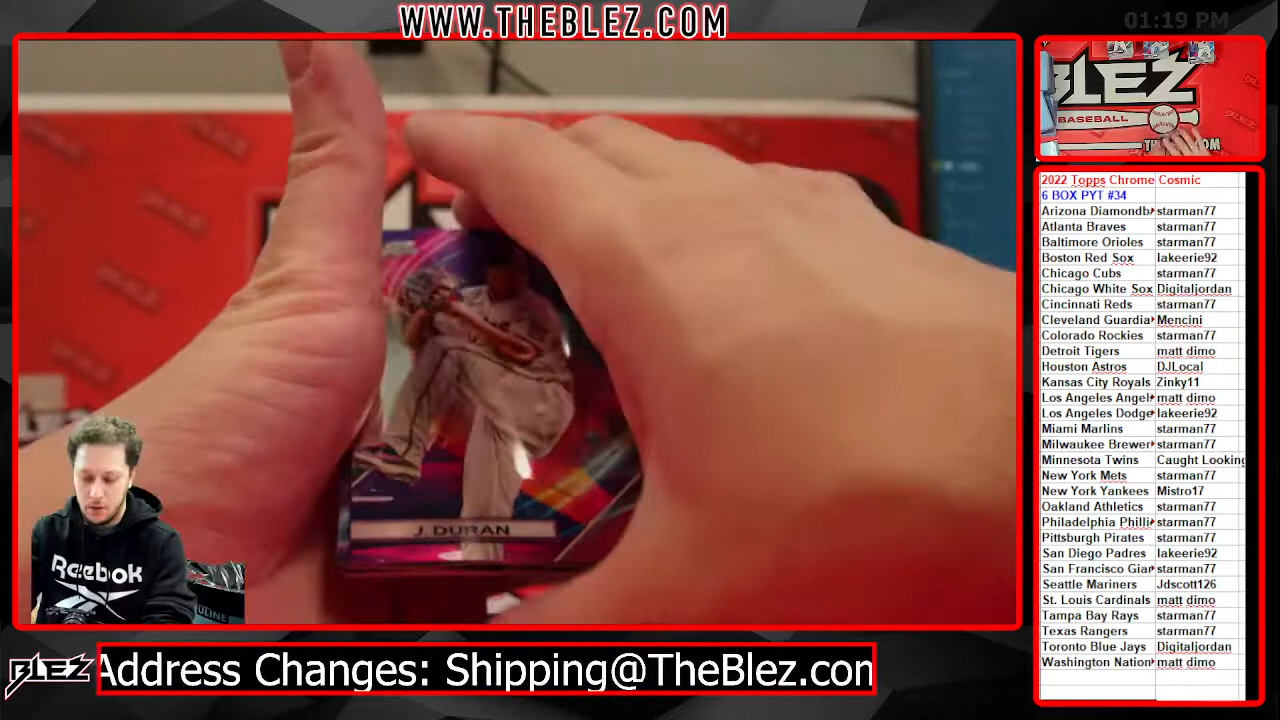 WWW.THEBLEZ.COM
01:19 PM
BLEZ
BASEBALL
J. DURAN
Reebok
ULINE
2022 Topps Chrome Cosmic
6 BOX PYT #34
Arizona Diamondb starman77
Atlanta Braves starman77
Baltimore Orioles starman77
Boston Red Sox lakeerie92
Chicago Cubs starman77
Chicago White Sox Digitaljordan
Cincinnati Reds starman77
Cleveland Guardia Mencini
Colorado Rockies starman77
Detroit Tigers matt dimo
Houston Astros DJLocal
Kansas City Royals Zinky11
Los Angeles Angel matt dimo
Los Angeles Dodge lakeerie92
Miami Marlins starman77
Milwaukee Brewer starman77
Minnesota Twins Caught Looking
New York Mets starman77
New York Yankees Mistro17
Oakland Athletics starman77
Philadelphia Philli starman77
Pittsburgh Pirates starman77
San Diego Padres lakeerie92
San Francisco Giar starman77
Seattle Mariners Jdscott126
St. Louis Cardinals matt dimo
Tampa Bay Rays starman77
Texas Rangers starman77
Toronto Blue Jays Digitaljordan
Washington Nation matt dimo
BLEZ
Address Changes: Shipping@TheBlez.com